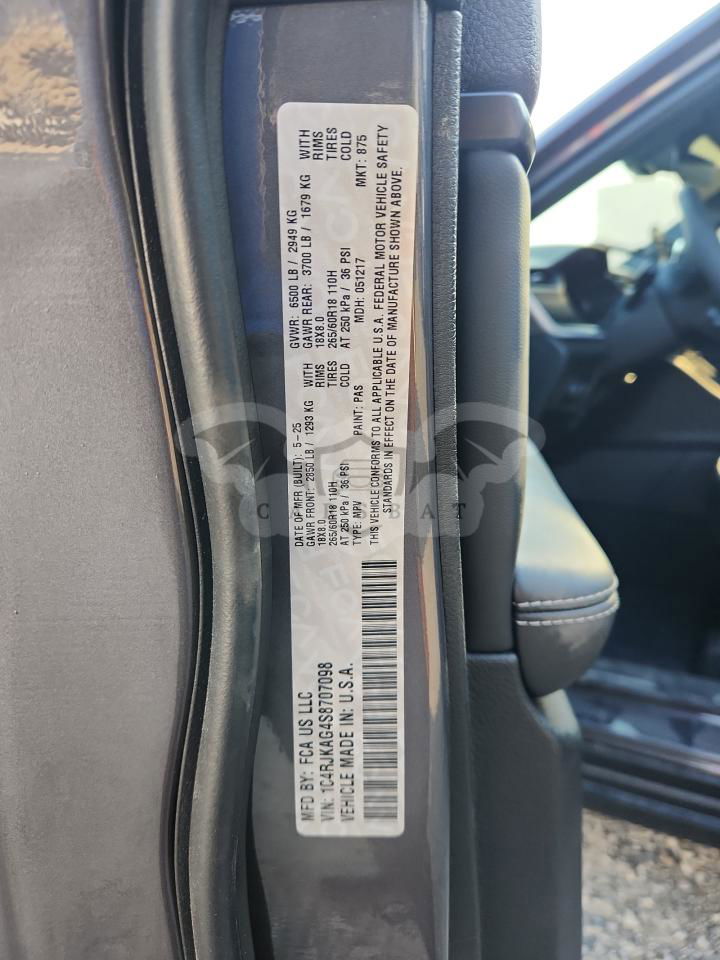 MFD BY: FCA US LLC
DATE OF MFR (BUILT): 5-25
GVWR: 6500 LB / 2949 KG
GAWR FRONT: 2850 LB / 1293 KG WITH
GAWR REAR: 3700 LB / 1679 KG WITH
18X8.0 RIMS
18X8.0 RIMS
265/60R18 110H TIRES
265/60R18 110H TIRES
AT 250 kPa / 36 PSI COLD
AT 250 kPa / 36 PSI COLD
VIN: 1C4RJKAG4S8707098
TYPE: MPV PAINT: PAS MDH: 051217 MKT: 875
VEHICLE MADE IN: U.S.A.
THIS VEHICLE CONFORMS TO ALL APPLICABLE U.S.A. FEDERAL MOTOR VEHICLE SAFETY
STANDARDS IN EFFECT ON THE DATE OF MANUFACTURE SHOWN ABOVE.